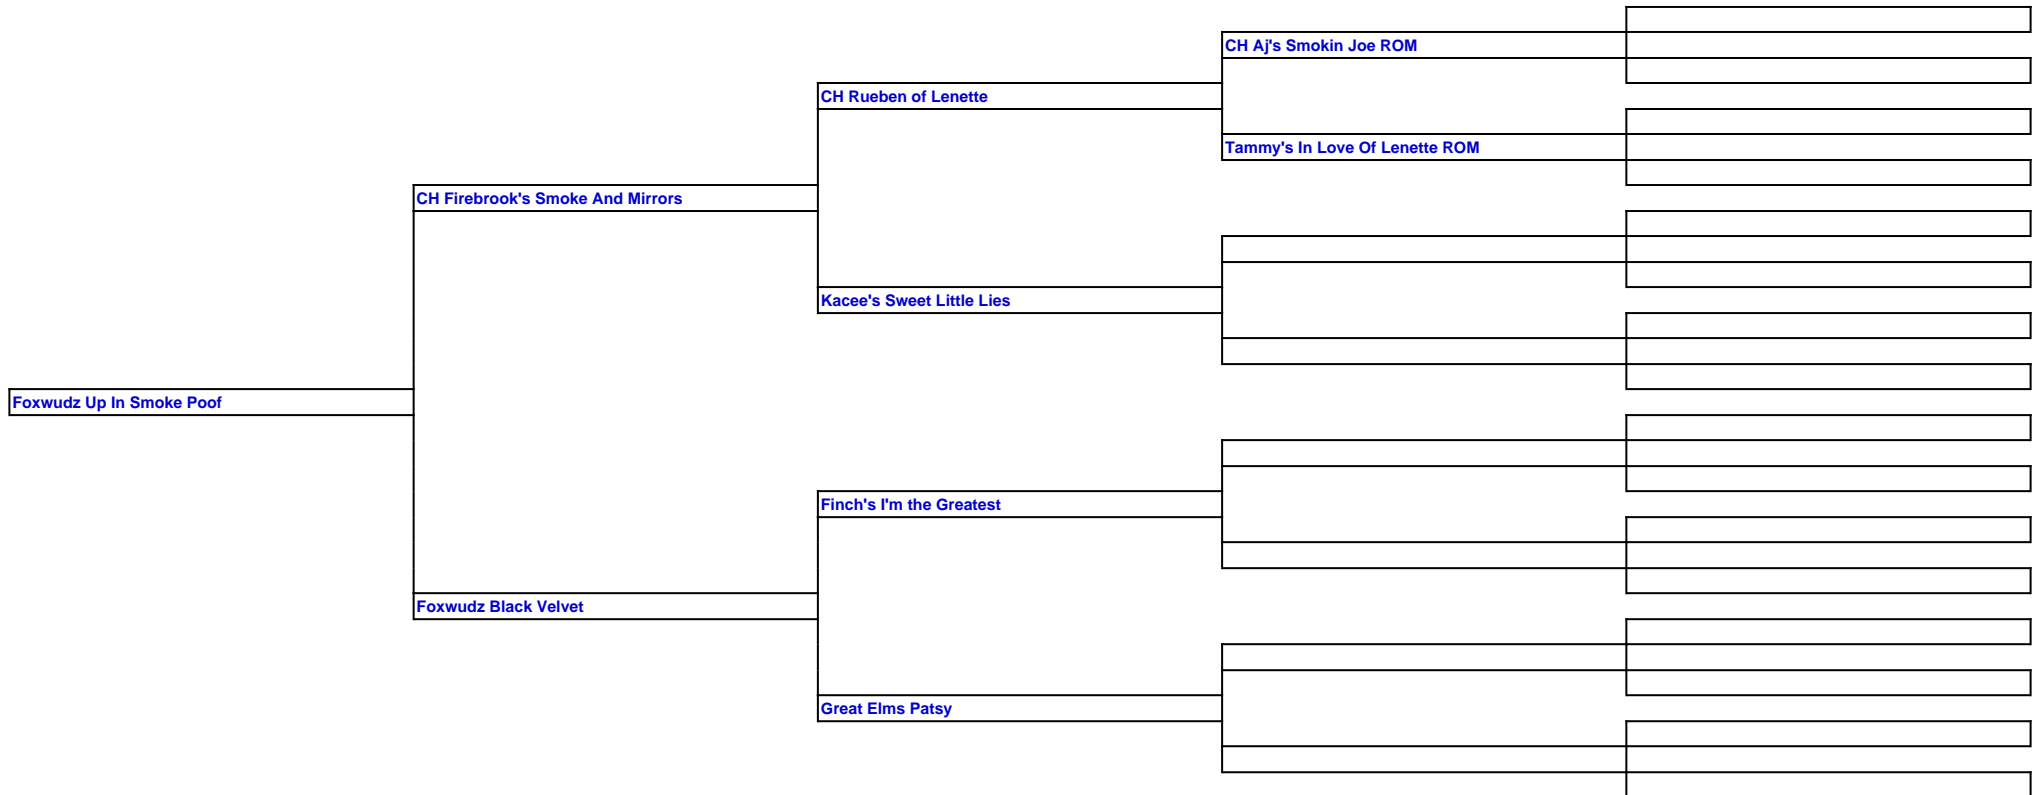 CH Aj's Smokin Joe ROM
CH Rueben of Lenette
Tammy's In Love Of Lenette ROM
CH Firebrook's Smoke And Mirrors
Kacee's Sweet Little Lies
Foxwudz Up In Smoke Poof
Finch's I'm the Greatest
Foxwudz Black Velvet
Great Elms Patsy